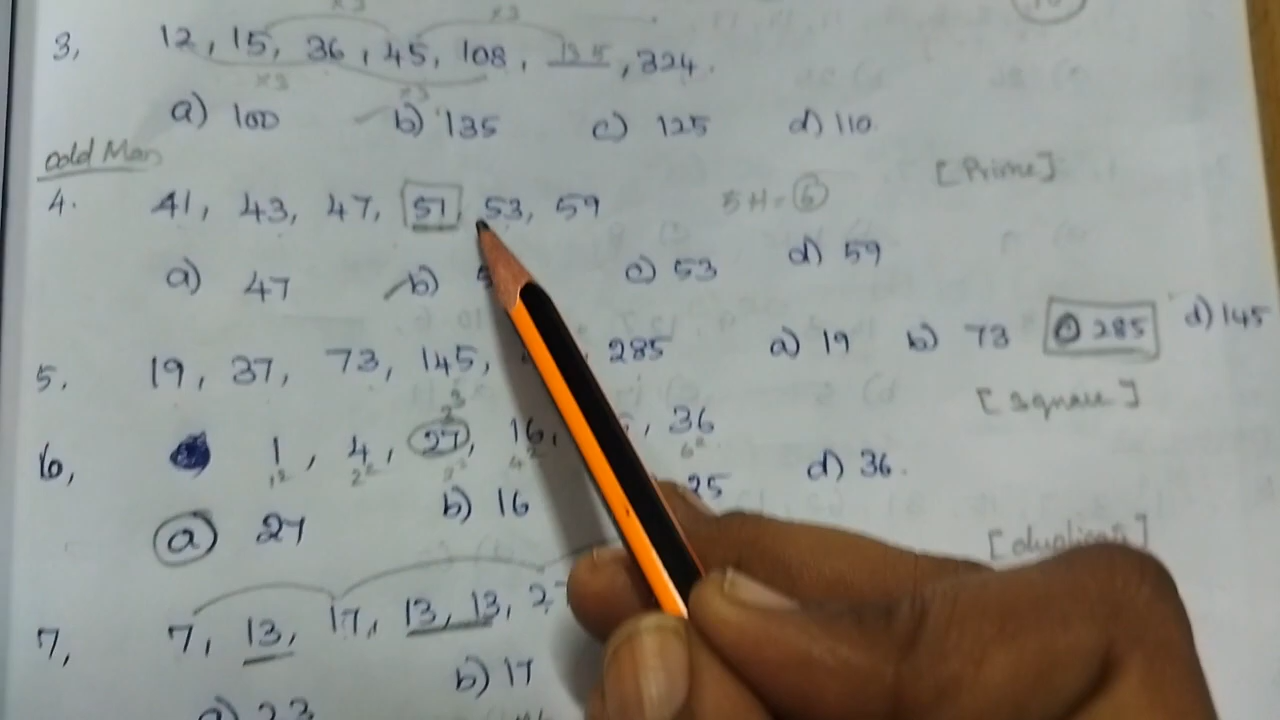 ×3 ×3
3, 12, 15, 36, 45, 108, 135, 324.
×3 ×3
a) 100 b) 135 c) 125 d) 110.
odd Man [Prime]
4. 41, 43, 47, 51 53, 59 5+1=6
a) 47 b) c) 53 d) 59
5. 19, 37, 73, 145, 285 a) 19 b) 73 c) 285 d) 145
[square]
3³
6, 1, 4, 27, 16, 36
1² 2² 4² 6²
a) 27 b) 16 25 d) 36.
7, 7, 13, 17, 13, 13,
b) 17
a) 23